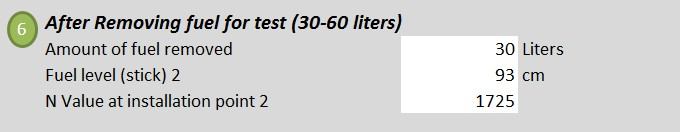 6 After Removing fuel for test (30-60 liters)
Amount of fuel removed 30 Liters
Fuel level (stick) 2 93 cm
N Value at installation point 2 1725